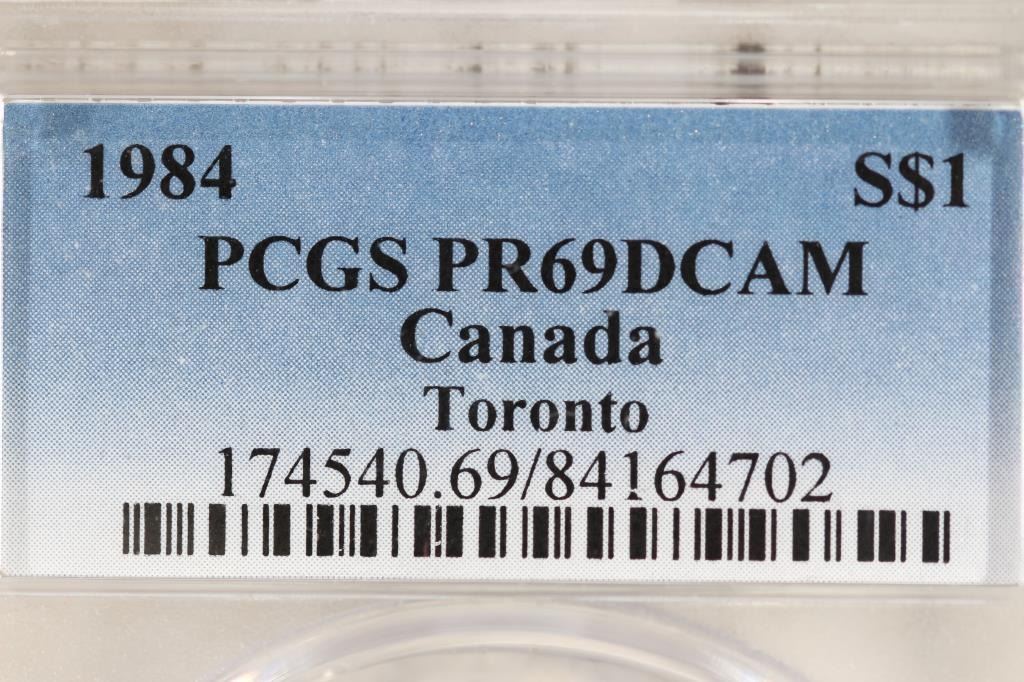 1984 S$1
PCGS PR69DCAM
Canada
Toronto
174540.69/84164702